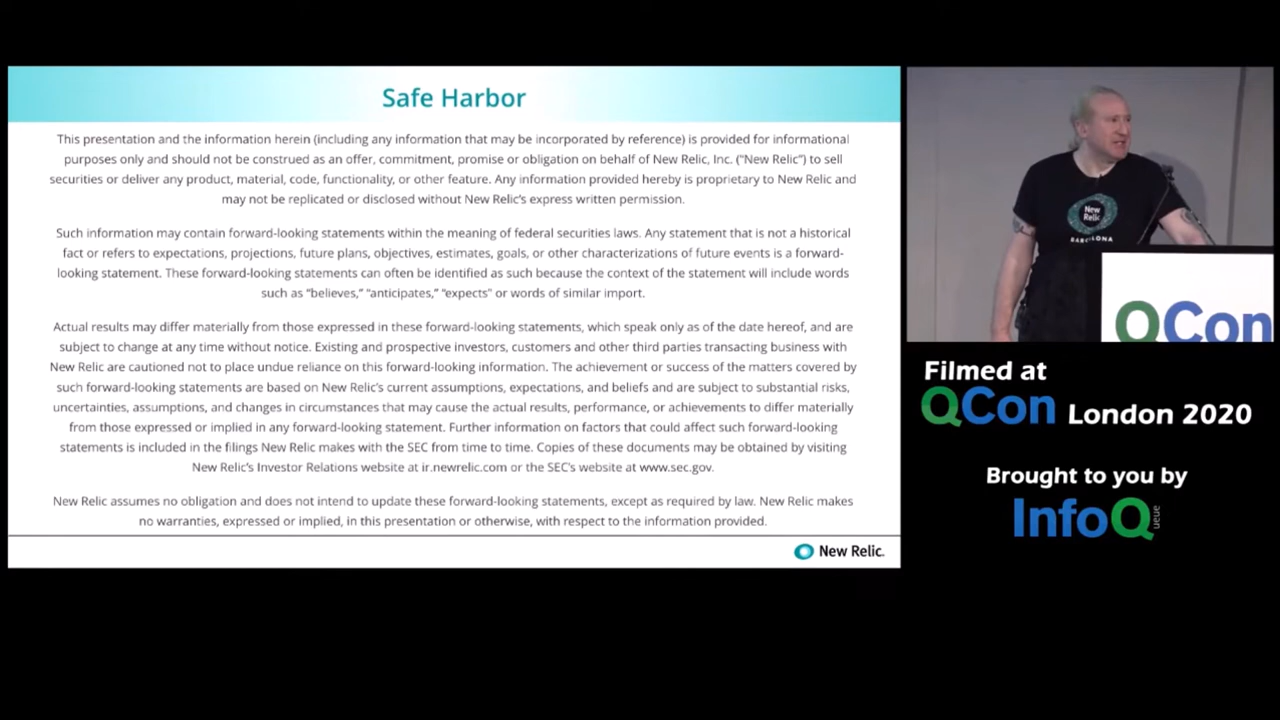 Safe Harbor
This presentation and the information herein (including any information that may be incorporated by reference) is provided for informational
purposes only and should not be construed as an offer, commitment, promise or obligation on behalf of New Relic, Inc. (“New Relic”) to sell
securities or deliver any product, material, code, functionality, or other feature. Any information provided hereby is proprietary to New Relic and
may not be replicated or disclosed without New Relic’s express written permission.
Such information may contain forward-looking statements within the meaning of federal securities laws. Any statement that is not a historical
fact or refers to expectations, projections, future plans, objectives, estimates, goals, or other characterizations of future events is a forward-
looking statement. These forward-looking statements can often be identified as such because the context of the statement will include words
such as “believes,” “anticipates,” “expects” or words of similar import.
Actual results may differ materially from those expressed in these forward-looking statements, which speak only as of the date hereof, and are
subject to change at any time without notice. Existing and prospective investors, customers and other third parties transacting business with
New Relic are cautioned not to place undue reliance on this forward-looking information. The achievement or success of the matters covered by
such forward-looking statements are based on New Relic’s current assumptions, expectations, and beliefs and are subject to substantial risks,
uncertainties, assumptions, and changes in circumstances that may cause the actual results, performance, or achievements to differ materially
from those expressed or implied in any forward-looking statement. Further information on factors that could affect such forward-looking
statements is included in the filings New Relic makes with the SEC from time to time. Copies of these documents may be obtained by visiting
New Relic’s Investor Relations website at ir.newrelic.com or the SEC’s website at www.sec.gov.
New Relic assumes no obligation and does not intend to update these forward-looking statements, except as required by law. New Relic makes
no warranties, expressed or implied, in this presentation or otherwise, with respect to the information provided.
New Relic.
New
Relic
BARCELONA
QCon
Filmed at
QCon London 2020
Brought to you by
InfoQ
ueue